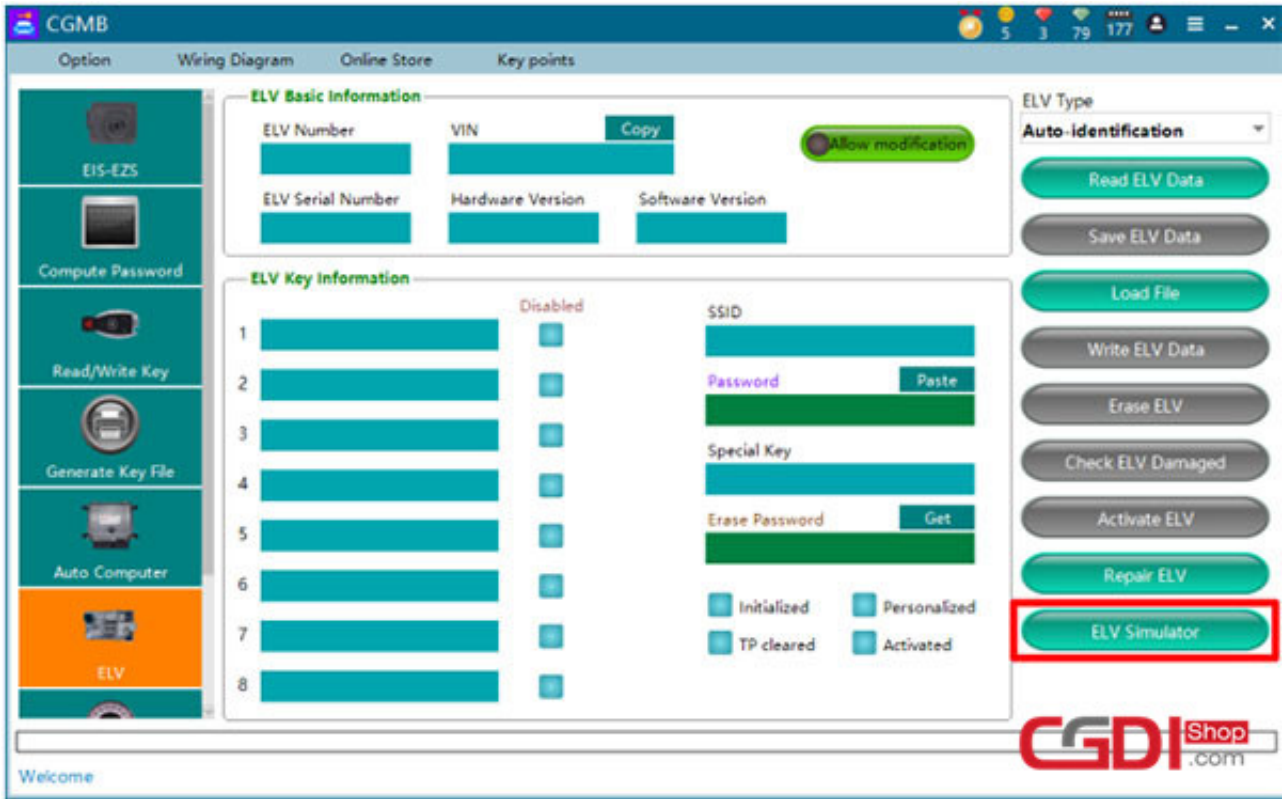 CGMB
5 3 79 177
Option Wiring Diagram Online Store Key points
EIS-EZS
Compute Password
Read/Write Key
Generate Key File
Auto Computer
ELV
ELV Basic Information
ELV Number VIN Copy Allow modification
ELV Serial Number Hardware Version Software Version
ELV Key Information
Disabled
1
2
3
4
5
6
7
8
SSID
Password Paste
Special Key
Erase Password Get
Initialized Personalized
TP cleared Activated
ELV Type
Auto-identification
Read ELV Data
Save ELV Data
Load File
Write ELV Data
Erase ELV
Check ELV Damaged
Activate ELV
Repair ELV
ELV Simulator
CGDI Shop
.com
Welcome